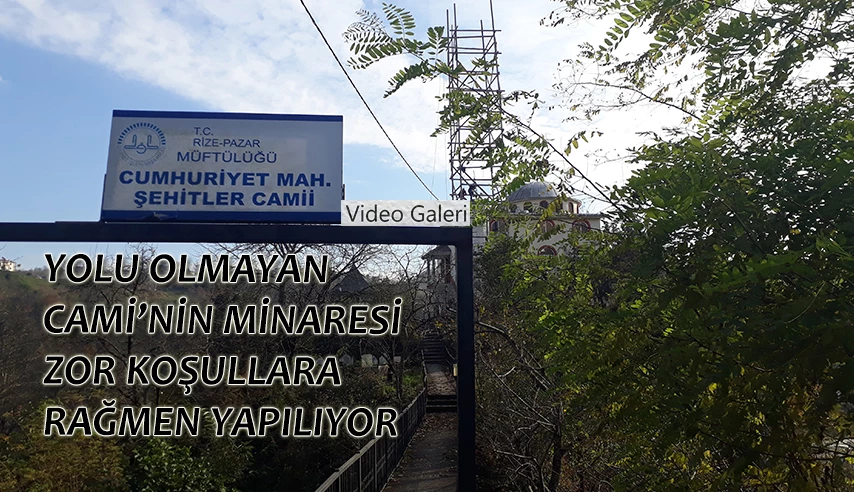 T.C.
RİZE-PAZAR
MÜFTÜLÜĞÜ
CUMHURİYET MAH.
ŞEHİTLER CAMİİ
Video Galeri
YOLU OLMAYAN
CAMİ’NİN MİNARESİ
ZOR KOŞULLARA
RAĞMEN YAPILIYOR